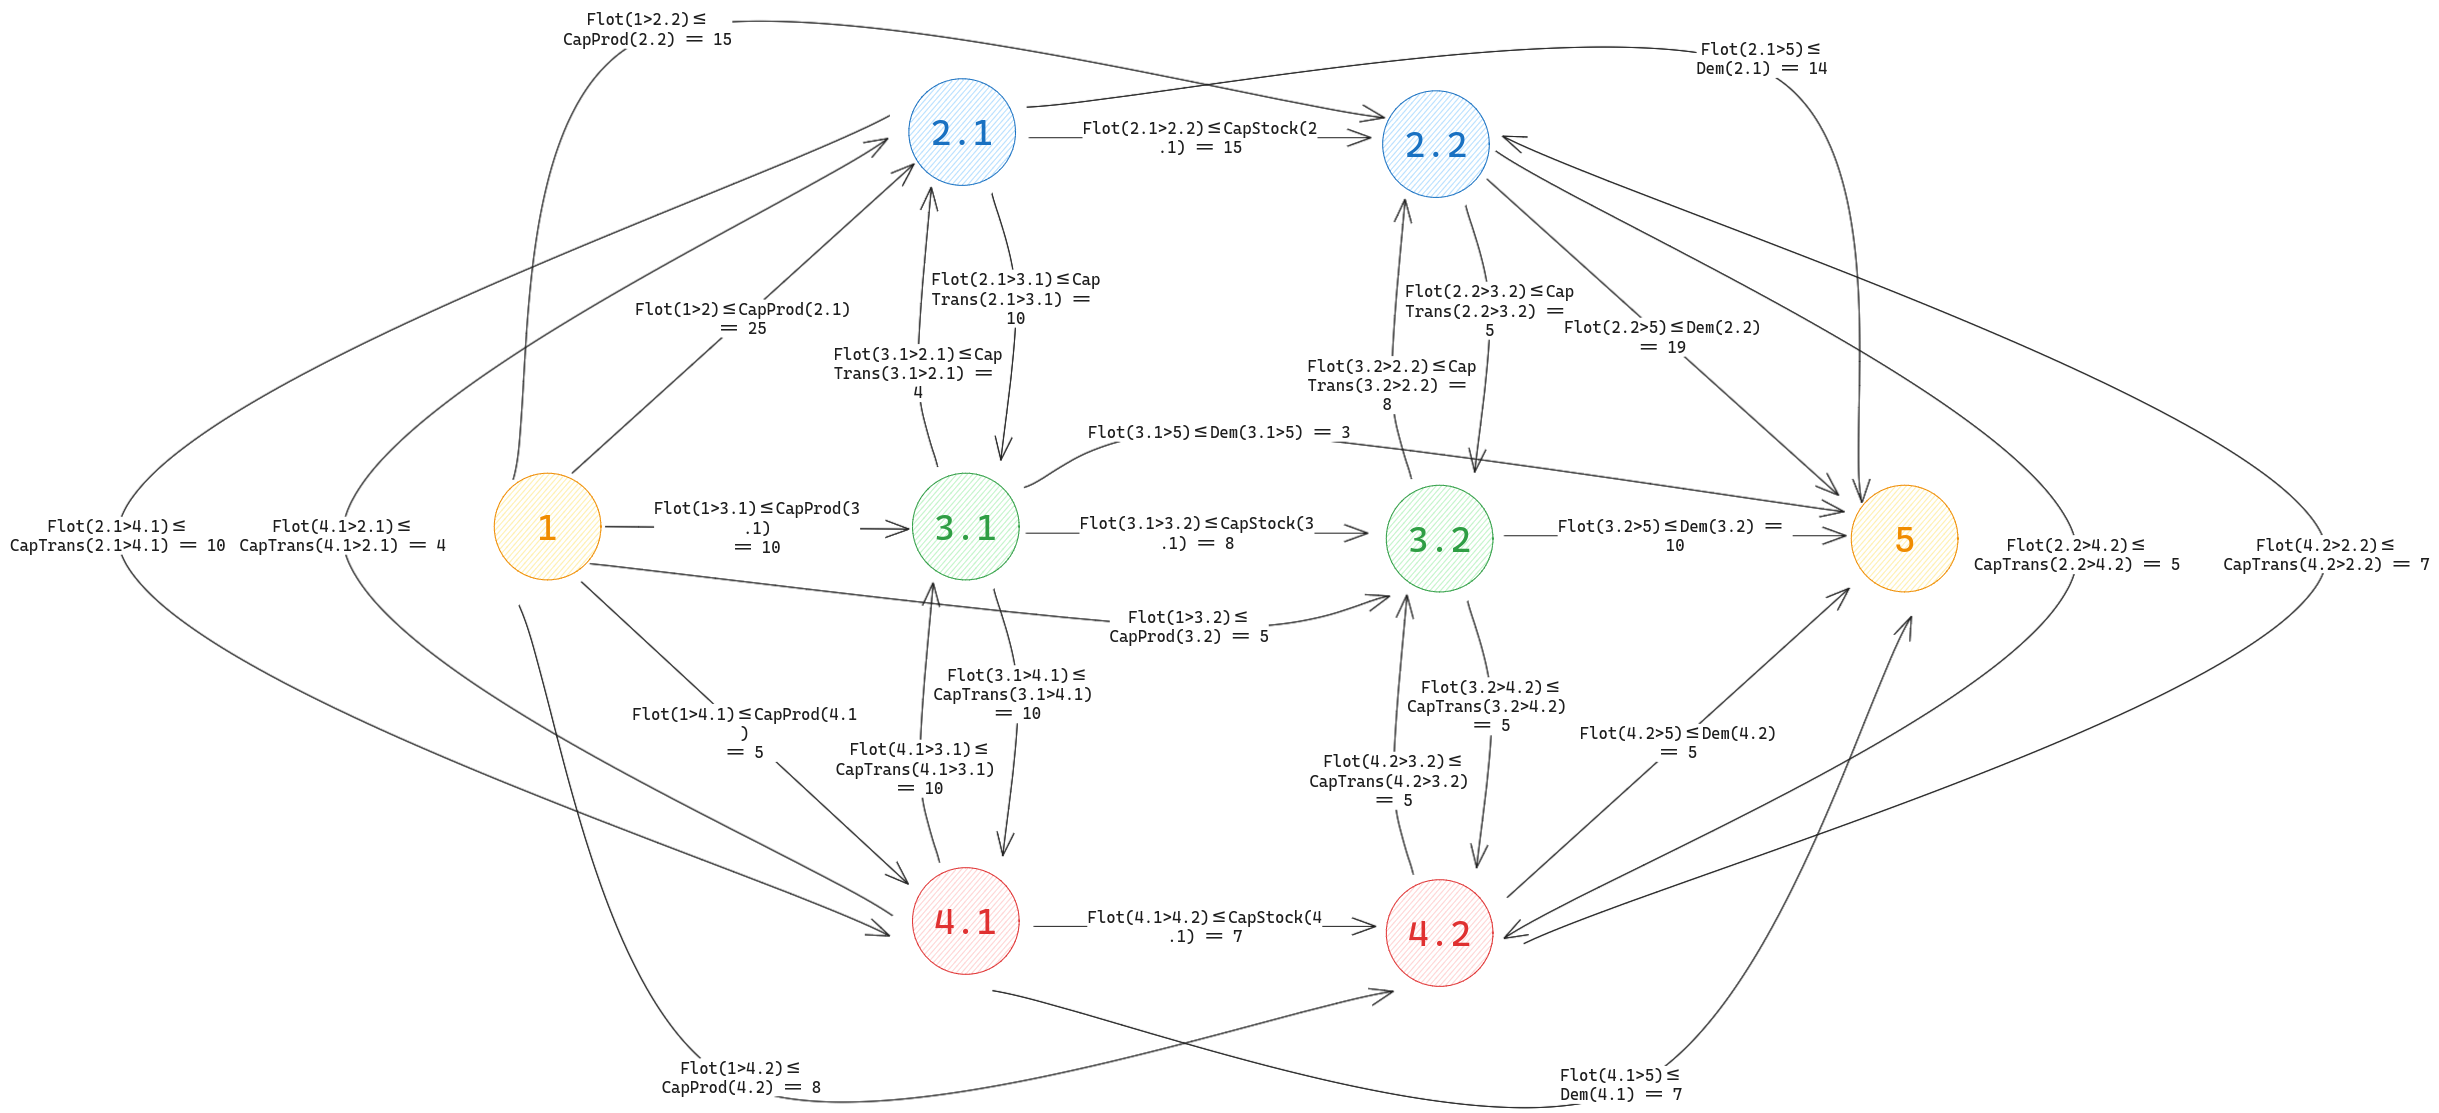 Flot(1>2.2)≤
CapProd(2.2) == 15
Flot(2.1>5)≤
Dem(2.1) == 14
2.1
Flot(2.1>2.2)≤CapStock(2
.1) == 15
2.2
Flot(1>2)≤CapProd(2.1)
== 25
Flot(2.1>3.1)≤Cap
Trans(2.1>3.1) ==
10
Flot(3.1>2.1)≤Cap
Trans(3.1>2.1) ==
4
Flot(2.2>3.2)≤Cap
Trans(2.2>3.2) ==
5
Flot(2.2>5)≤Dem(2.2)
== 19
Flot(3.2>2.2)≤Cap
Trans(3.2>2.2) ==
8
Flot(3.1>5)≤Dem(3.1>5) == 3
Flot(2.1>4.1)≤
CapTrans(2.1>4.1) == 10
Flot(4.1>2.1)≤
CapTrans(4.1>2.1) == 4
1
Flot(1>3.1)≤CapProd(3
.1)
== 10
3.1
Flot(3.1>3.2)≤CapStock(3
.1) == 8
3.2
Flot(3.2>5)≤Dem(3.2) ==
10
5
Flot(2.2>4.2)≤
CapTrans(2.2>4.2) == 5
Flot(4.2>2.2)≤
CapTrans(4.2>2.2) == 7
Flot(1>3.2)≤
CapProd(3.2) == 5
Flot(1>4.1)≤CapProd(4.1
)
== 5
Flot(3.1>4.1)≤
CapTrans(3.1>4.1)
== 10
Flot(4.1>3.1)≤
CapTrans(4.1>3.1)
== 10
Flot(3.2>4.2)≤
CapTrans(3.2>4.2)
== 5
Flot(4.2>3.2)≤
CapTrans(4.2>3.2)
== 5
Flot(4.2>5)≤Dem(4.2)
== 5
4.1
Flot(4.1>4.2)≤CapStock(4
.1) == 7
4.2
Flot(1>4.2)≤
CapProd(4.2) == 8
Flot(4.1>5)≤
Dem(4.1) == 7